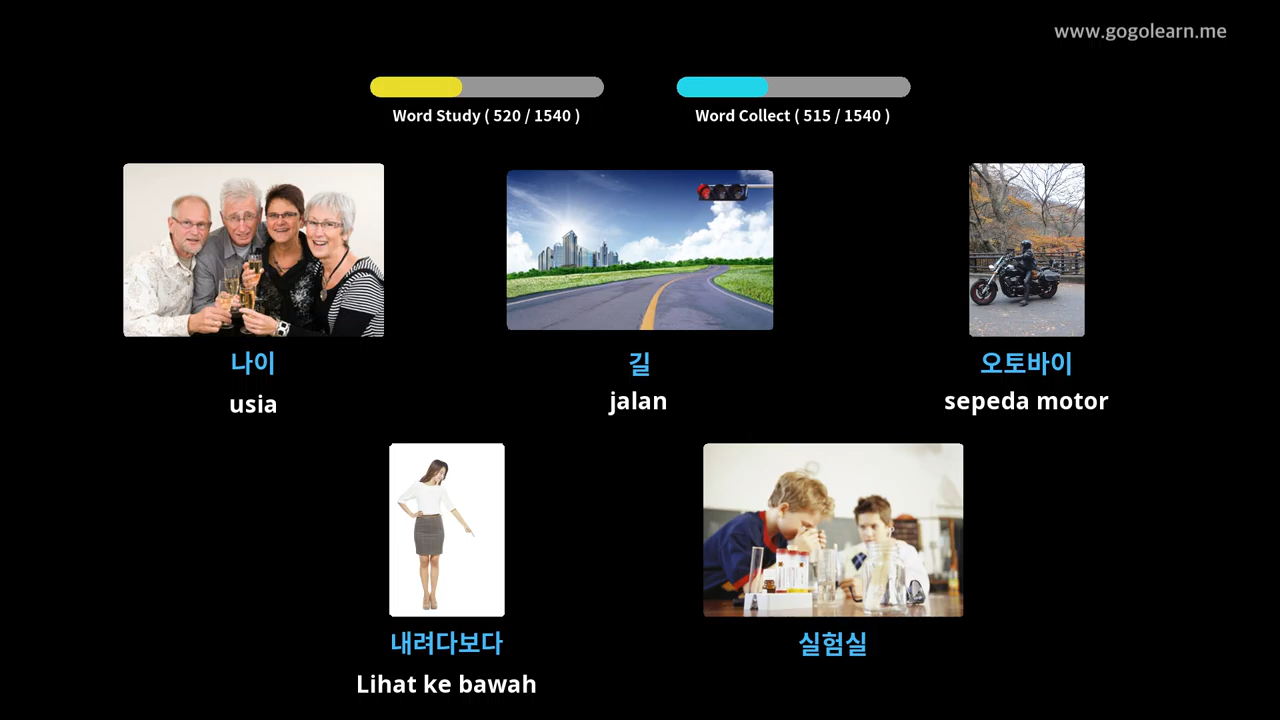 www.gogolearn.me
Word Study ( 520 / 1540 )
Word Collect ( 515 / 1540 )
나이
길
오토바이
usia
jalan
sepeda motor
내려다보다
실험실
Lihat ke bawah